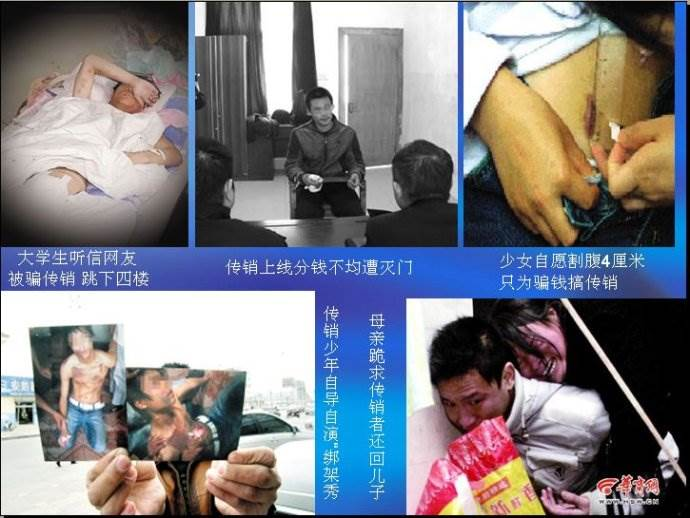 大学生听信网友
被骗传销 跳下四楼
传销上线分钱不均遭灭门
少女自愿割腹4厘米
只为骗钱搞传销
传销少年自导自演"绑架秀
母亲跪求传销者还回儿子
华商网
WWW.HSW.CN